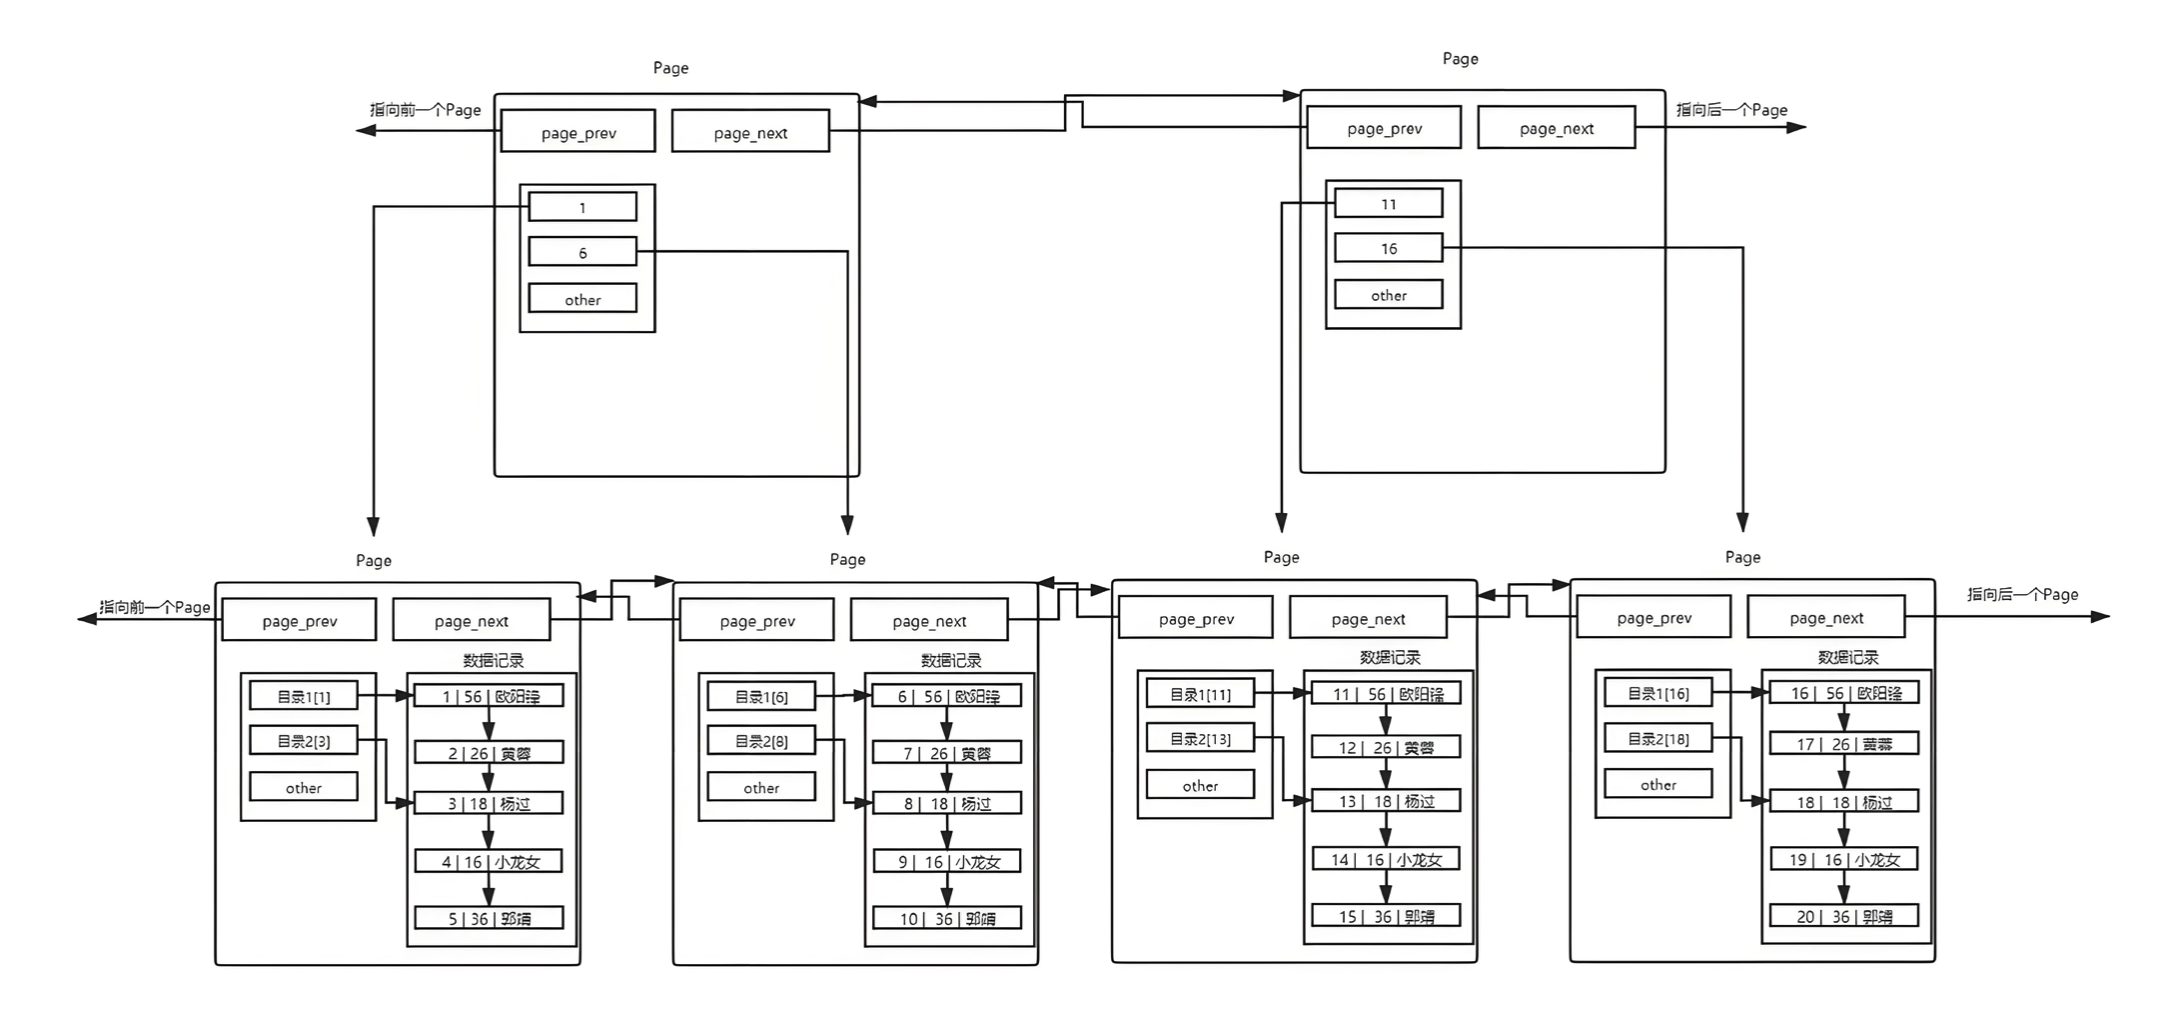 Page
Page
指向前一个Page
page_prev
page_next
page_prev
page_next
指向后一个Page
1
6
other
11
16
other
Page
Page
Page
Page
指向前一个Page
page_prev
page_next
page_prev
page_next
page_prev
page_next
page_prev
page_next
指向后一个Page
数据记录
目录1[1]
目录2[3]
other
1 | 56 | 欧阳锋
2 | 26 | 黄蓉
3 | 18 | 杨过
4 | 16 | 小龙女
5 | 36 | 郭靖
数据记录
目录1[6]
目录2[8]
other
6 | 56 | 欧阳锋
7 | 26 | 黄蓉
8 | 18 | 杨过
9 | 16 | 小龙女
10 | 36 | 郭靖
数据记录
目录1[11]
目录2[13]
other
11 | 56 | 欧阳锋
12 | 26 | 黄蓉
13 | 18 | 杨过
14 | 16 | 小龙女
15 | 36 | 郭靖
数据记录
目录1[16]
目录2[18]
other
16 | 56 | 欧阳锋
17 | 26 | 黄蓉
18 | 18 | 杨过
19 | 16 | 小龙女
20 | 36 | 郭靖